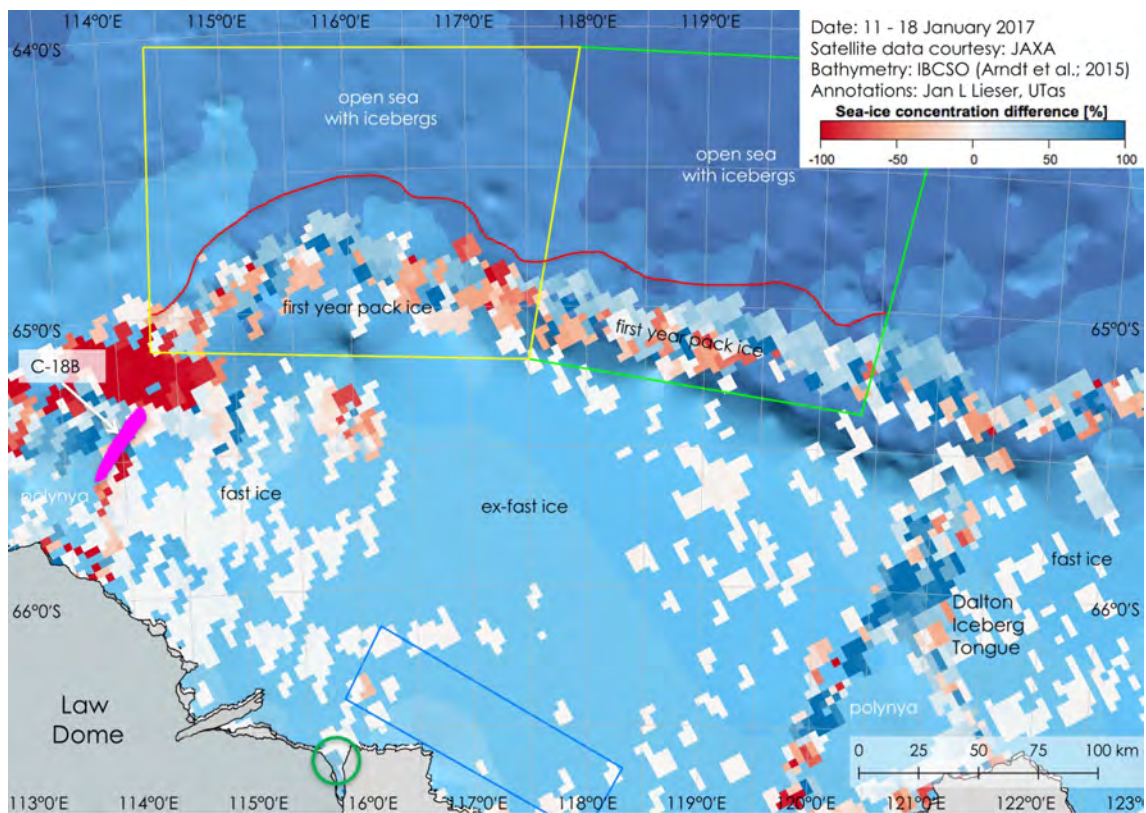 114°0'E 115°0'E 116°0'E 117°0'E 118°0'E 119°0'E 120°0'E
Date: 11 - 18 January 2017
Satellite data courtesy: JAXA
Bathymetry: IBCSO (Arndt et al.; 2015)
Annotations: Jan L Lieser, UTas
Sea-ice concentration difference [%]
-100 -50 0 50 100
64°0'S
open sea
with icebergs
open sea
with icebergs
first year pack ice
first year pack ice
65°0'S
65°0'S
C-18B
polynya
fast ice
ex-fast ice
fast ice
66°0'S
66°0'S
Dalton
Iceberg
Tongue
Law
Dome
polynya
0 25 50 75 100 km
113°0'E 114°0'E 115°0'E 116°0'E 117°0'E 118°0'E 119°0'E 120°0'E 121°0'E 122°0'E 123°